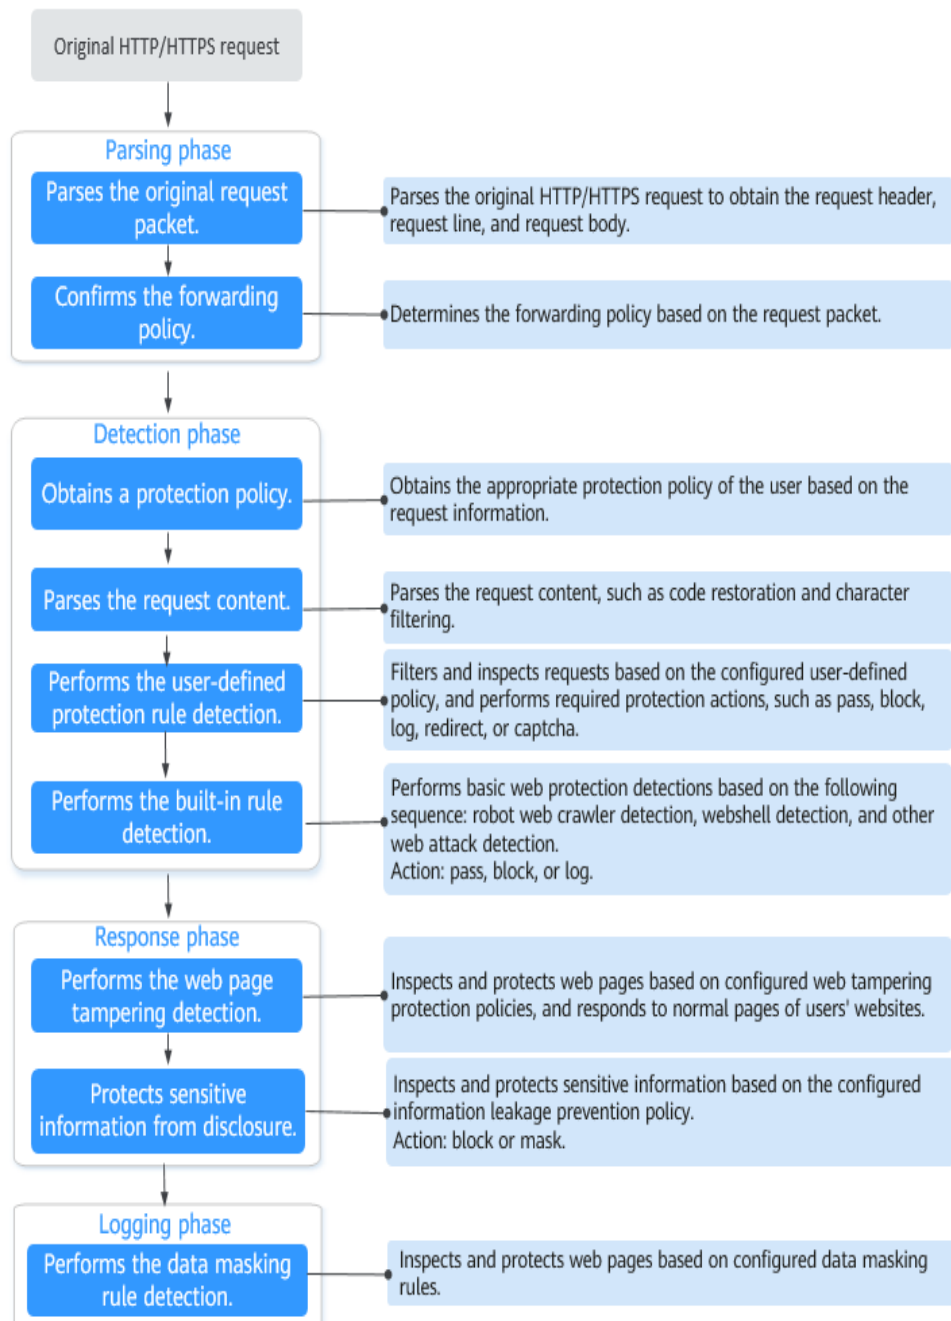 Original HTTP/HTTPS request
Parsing phase
Parses the original request
packet.
Parses the original HTTP/HTTPS request to obtain the request header,
request line, and request body.
Confirms the forwarding
policy.
Determines the forwarding policy based on the request packet.
Detection phase
Obtains a protection policy.
Obtains the appropriate protection policy of the user based on the
request information.
Parses the request content.
Parses the request content, such as code restoration and character
filtering.
Performs the user-defined
protection rule detection.
Filters and inspects requests based on the configured user-defined
policy, and performs required protection actions, such as pass, block,
log, redirect, or captcha.
Performs the built-in rule
detection.
Performs basic web protection detections based on the following
sequence: robot web crawler detection, webshell detection, and other
web attack detection.
Action: pass, block, or log.
Response phase
Performs the web page
tampering detection.
Inspects and protects web pages based on configured web tampering
protection policies, and responds to normal pages of users' websites.
Protects sensitive
information from disclosure.
Inspects and protects sensitive information based on the configured
information leakage prevention policy.
Action: block or mask.
Logging phase
Performs the data masking
rule detection.
Inspects and protects web pages based on configured data masking
rules.